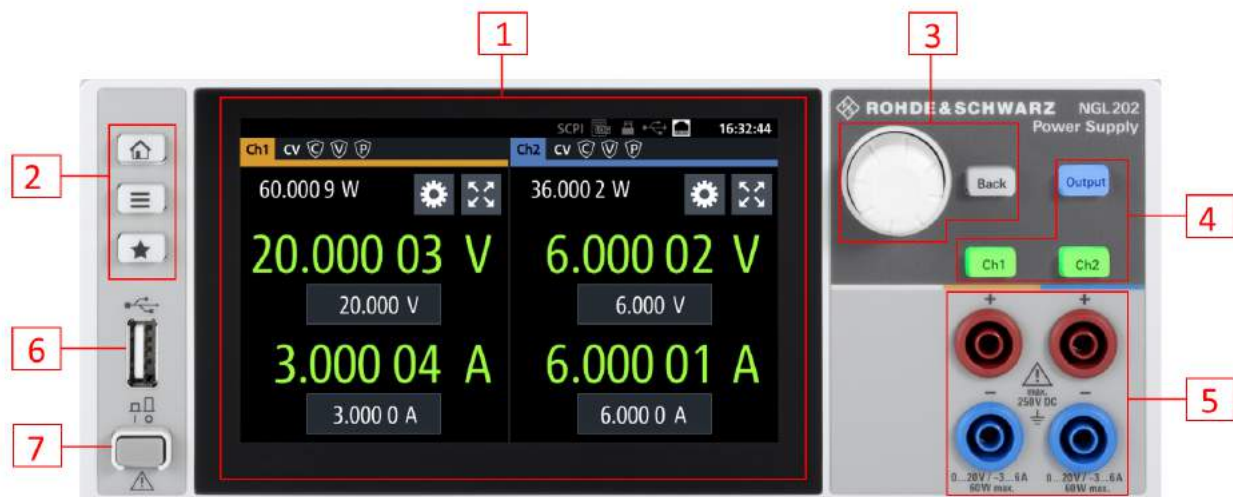 1
3
2
4
6
5
7
SCPI 16:32:44
Ch1 CV C V P
Ch2 CV C V P
60.000 9 W
36.000 2 W
20.000 03 V
6.000 02 V
20.000 V
6.000 V
3.000 04 A
6.000 01 A
3.000 0 A
6.000 0 A
ROHDE & SCHWARZ NGL202
Power Supply
Back
Output
Ch1
Ch2
+ +
max.
250V DC
- -
0...20V / -3...6A
60W max.
0...20V / -3...6A
60W max.
I O